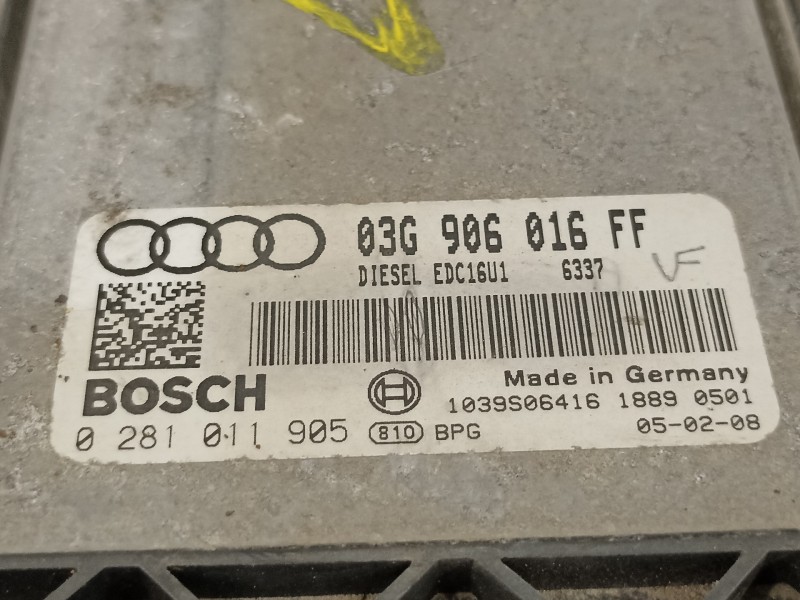 03G 906 016 FF
DIESEL EDC16U1 6337
VF
BOSCH
Made in Germany
1039S06416 1889 0501
0 281 011 905 810 BPG
05-02-08